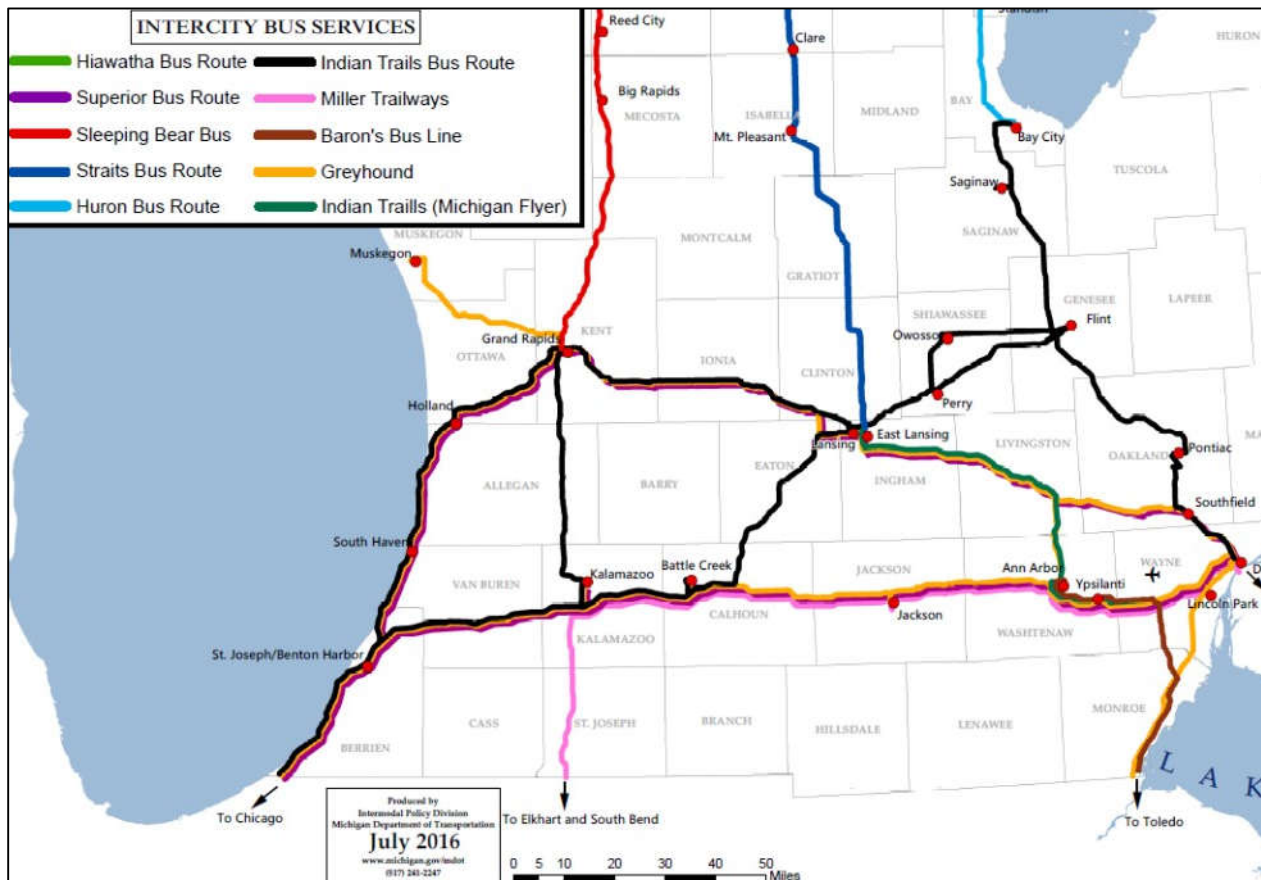 INTERCITY BUS SERVICES
Hiawatha Bus Route
Indian Trails Bus Route
Superior Bus Route
Miller Trailways
Sleeping Bear Bus
Baron's Bus Line
Straits Bus Route
Greyhound
Huron Bus Route
Indian Traills (Michigan Flyer)
Reed City
Clare
HURON
Big Rapids
MECOSTA
ISABELLA
MIDLAND
BAY
Mt. Pleasant
Bay City
TUSCOLA
Saginaw
SAGINAW
MUSKEGON
MONTCALM
Muskegon
GRATIOT
GENESEE
LAPEER
SHIAWASSEE
Flint
KENT
Grand Rapids
Owosso
OTTAWA
IONIA
CLINTON
Holland
Perry
Lansing
East Lansing
LIVINGSTON
OAKLAND
Pontiac
EATON
ALLEGAN
BARRY
INGHAM
Southfield
South Haven
VAN BUREN
Kalamazoo
Battle Creek
JACKSON
Ann Arbor
Ypsilanti
WAYNE
Lincoln Park
KALAMAZOO
CALHOUN
Jackson
WASHTENAW
St. Joseph/Benton Harbor
CASS
ST. JOSEPH
BRANCH
HILLSDALE
LENAWEE
MONROE
BERRIEN
L A K
To Chicago
To Elkhart and South Bend
To Toledo
Produced by
Intermodal Policy Division
Michigan Department of Transportation
July 2016
www.michigan.gov/mdot
(517) 241-2247
0 5 10 20 30 40 50
Miles